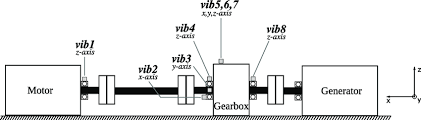 vib5,6,7
x,y,z-axis
vib4
z-axis
vib8
z-axis
vib1
z-axis
vib3
y-axis
vib2
x-axis
Motor
Gearbox
Generator
z
x
y